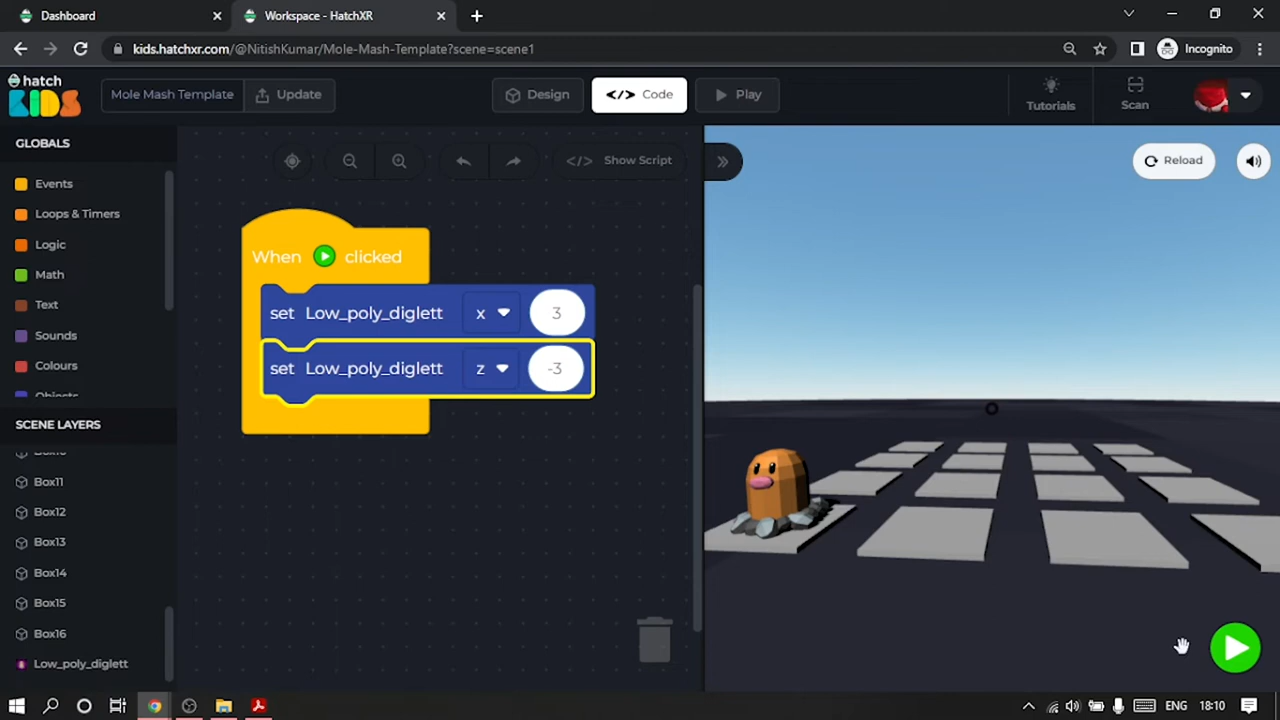 Dashboard
Workspace - HatchXR
kids.hatchxr.com/@NitishKumar/Mole-Mash-Template?scene=scene1
Incognito
hatch
KIDS
Mole Mash Template
Update
Design
</> Code
Play
Tutorials
Scan
GLOBALS
Events
Loops & Timers
Logic
Math
Text
Sounds
Colours
Objects
SCENE LAYERS
Box10
Box11
Box12
Box13
Box14
Box15
Box16
Low_poly_diglett
</> Show Script
When clicked
set Low_poly_diglett x 3
set Low_poly_diglett z -3
Reload
ENG
18:10